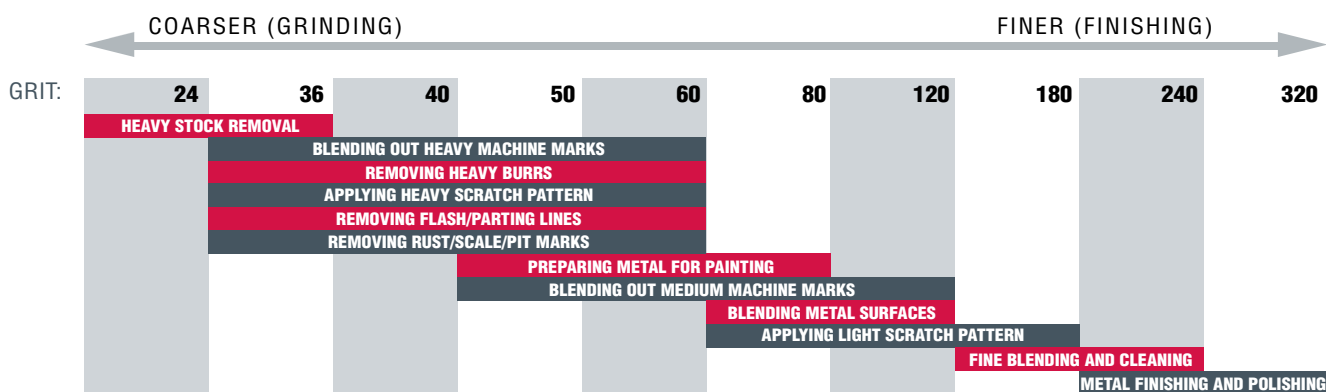 COARSER (GRINDING) FINER (FINISHING)
GRIT: 24 36 40 50 60 80 120 180 240 320
HEAVY STOCK REMOVAL
BLENDING OUT HEAVY MACHINE MARKS
REMOVING HEAVY BURRS
APPLYING HEAVY SCRATCH PATTERN
REMOVING FLASH/PARTING LINES
REMOVING RUST/SCALE/PIT MARKS
PREPARING METAL FOR PAINTING
BLENDING OUT MEDIUM MACHINE MARKS
BLENDING METAL SURFACES
APPLYING LIGHT SCRATCH PATTERN
FINE BLENDING AND CLEANING
METAL FINISHING AND POLISHING